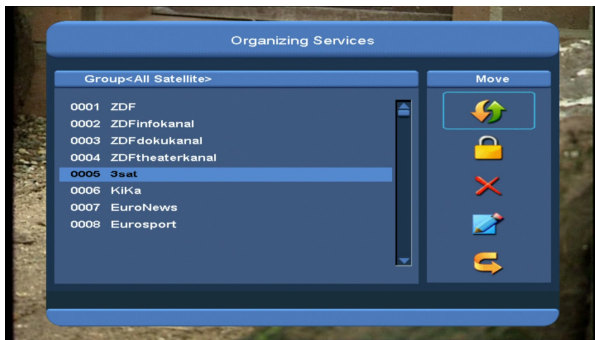 Organizing Services
Group<All Satellite>
Move
0001 ZDF
0002 ZDFinfokanal
0003 ZDFdokukanal
0004 ZDFtheaterkanal
0005 3sat
0006 KiKa
0007 EuroNews
0008 Eurosport